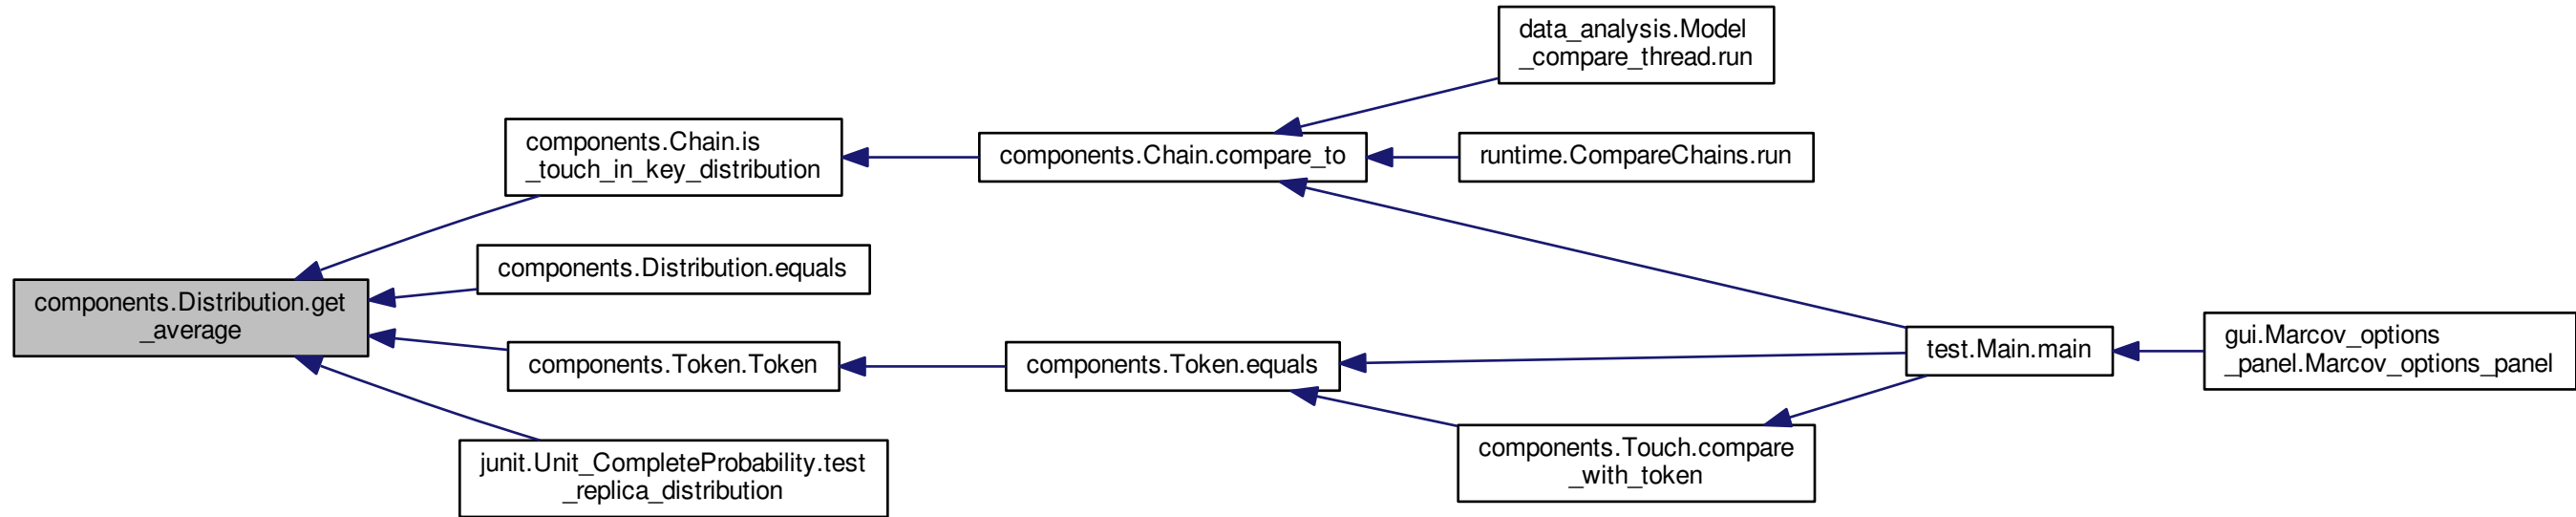 data_analysis.Model
_compare_thread.run
components.Chain.is
_touch_in_key_distribution
components.Chain.compare_to
runtime.CompareChains.run
components.Distribution.equals
components.Distribution.get
_average
components.Token.Token
components.Token.equals
test.Main.main
gui.Marcov_options
_panel.Marcov_options_panel
junit.Unit_CompleteProbability.test
_replica_distribution
components.Touch.compare
_with_token